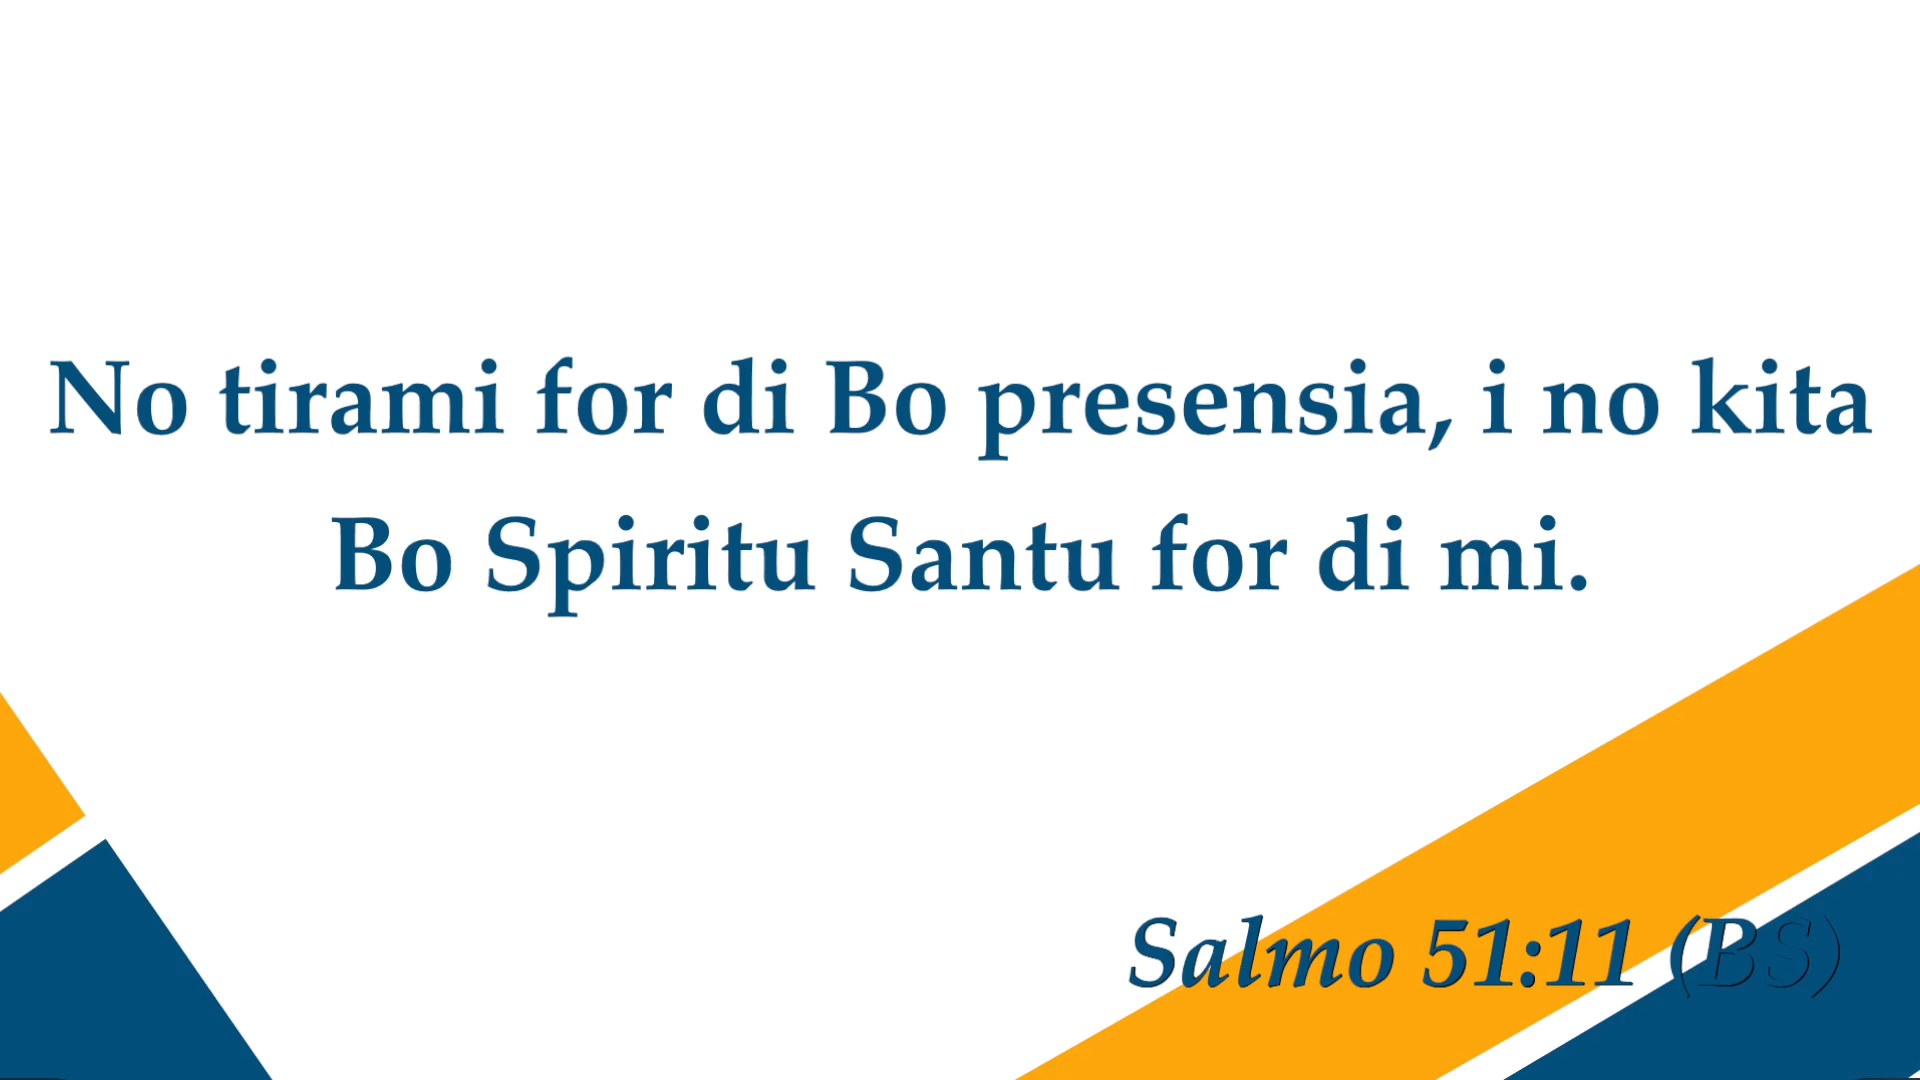 No tirami for di Bo presensia, i no kita
Bo Spiritu Santu for di mi.
Salmo 51:11 (BS)